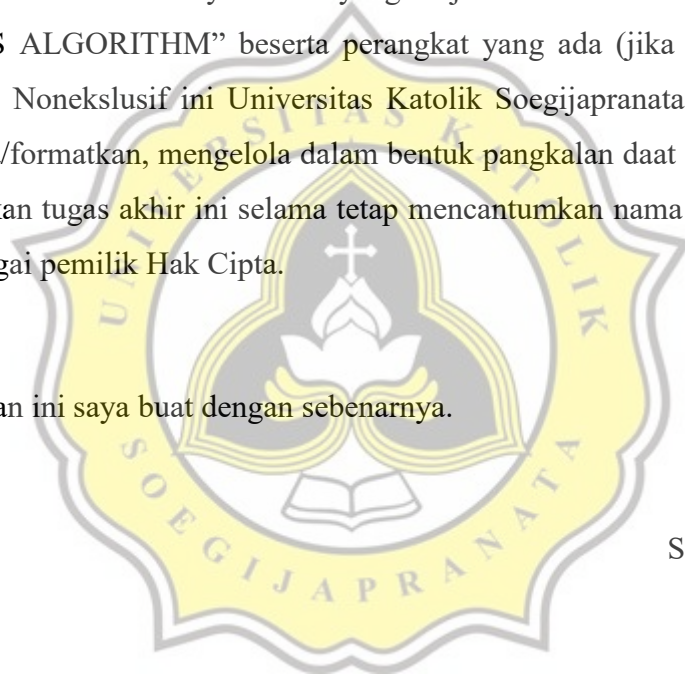 S ALGORITHM” beserta perangkat yang ada (jika
Nonekslusif ini Universitas Katolik Soegijapranata
/formatkan, mengelola dalam bentuk pangkalan daat
kan tugas akhir ini selama tetap mencantumkan nama
gai pemilik Hak Cipta.
UNIVERSITAS KATOLIK
an ini saya buat dengan sebenarnya.
SOEGIJAPRANATA
S